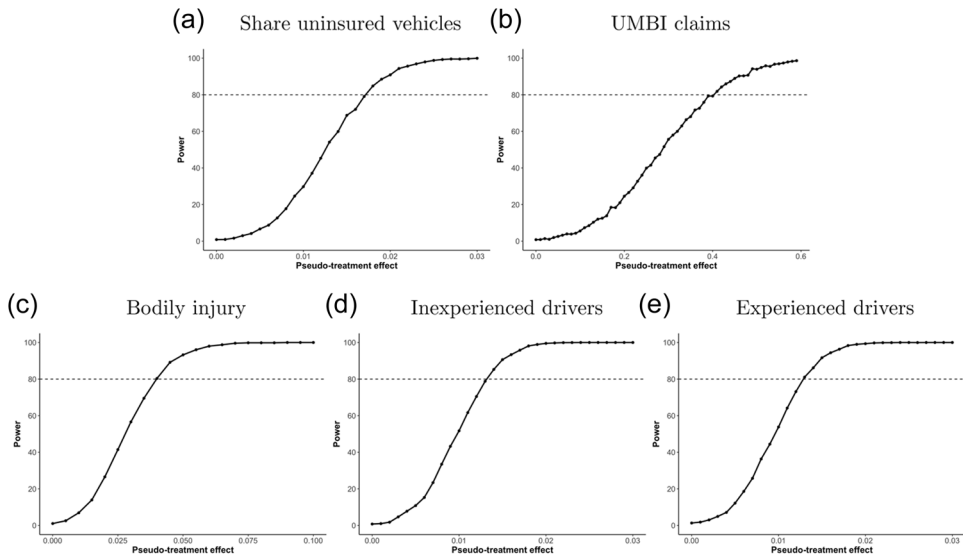 (a) Share uninsured vehicles
100
80
60
40
20
0
Power
0.00 0.01 0.02 0.03
Pseudo-treatment effect
(b) UMBI claims
100
80
60
40
20
0
Power
0.0 0.2 0.4 0.6
Pseudo-treatment effect
(c) Bodily injury
100
80
60
40
20
0
Power
0.000 0.025 0.050 0.075 0.100
Pseudo-treatment effect
(d) Inexperienced drivers
100
80
60
40
20
0
Power
0.00 0.01 0.02 0.03
Pseudo-treatment effect
(e) Experienced drivers
100
80
60
40
20
0
Power
0.00 0.01 0.02 0.03
Pseudo-treatment effect